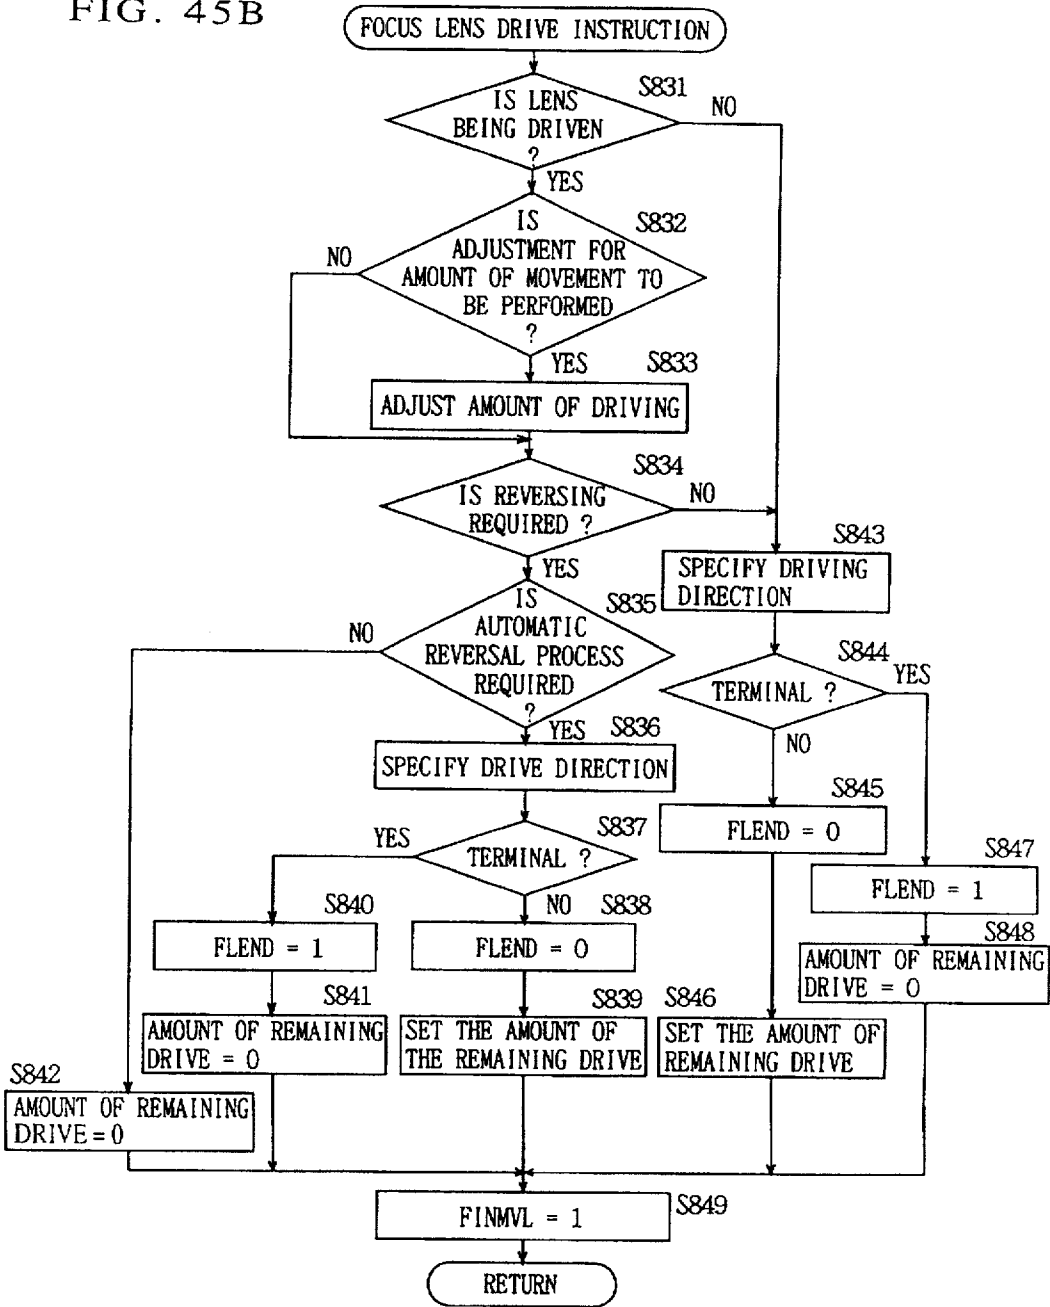 FIG. 45B
FOCUS LENS DRIVE INSTRUCTION
S831
IS LENS
BEING DRIVEN
?
NO
YES
S832
IS
ADJUSTMENT FOR
AMOUNT OF MOVEMENT TO
BE PERFORMED
?
NO
YES
S833
ADJUST AMOUNT OF DRIVING
S834
IS REVERSING
REQUIRED ?
NO
YES
S843
SPECIFY DRIVING
DIRECTION
S835
IS
AUTOMATIC
REVERSAL PROCESS
REQUIRED
?
NO
YES
S844
TERMINAL ?
YES
NO
S836
SPECIFY DRIVE DIRECTION
S845
FLEND = 0
S837
TERMINAL ?
YES
NO
S847
FLEND = 1
S840
FLEND = 1
S838
FLEND = 0
S848
AMOUNT OF REMAINING
DRIVE = 0
S841
AMOUNT OF REMAINING
DRIVE = 0
S839
SET THE AMOUNT OF
THE REMAINING DRIVE
S846
SET THE AMOUNT OF
REMAINING DRIVE
S842
AMOUNT OF REMAINING
DRIVE = 0
S849
FINMVL = 1
RETURN